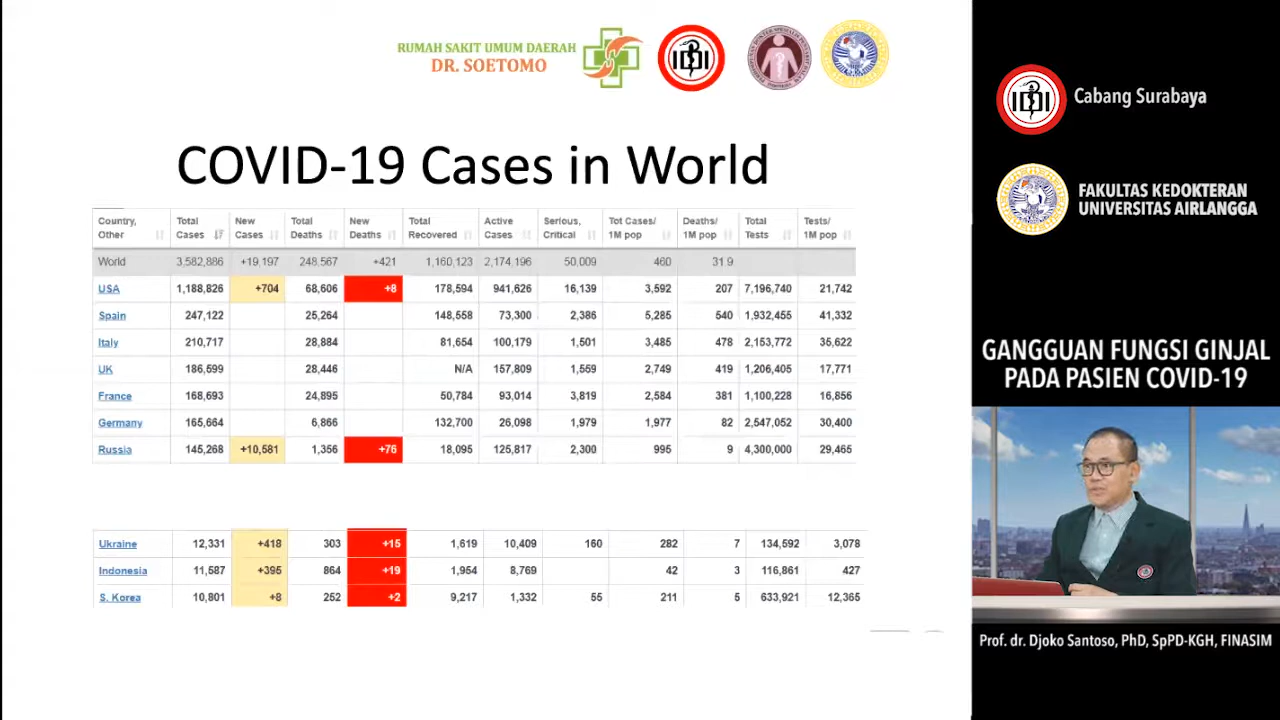 RUMAH SAKIT UMUM DAERAH
DR. SOETOMO
IDI
Cabang Surabaya
FAKULTAS KEDOKTERAN
UNIVERSITAS AIRLANGGA
COVID-19 Cases in World
Country, Other Total Cases New Cases Total Deaths New Deaths Total Recovered Active Cases Serious, Critical Tot Cases/ 1M pop Deaths/ 1M pop Total Tests Tests/ 1M pop
World 3,582,886 +19,197 248,567 +421 1,160,123 2,174,196 50,009 460 31.9
USA 1,188,826 +704 68,606 +8 178,594 941,626 16,139 3,592 207 7,196,740 21,742
Spain 247,122 25,264 148,558 73,300 2,386 5,285 540 1,932,455 41,332
Italy 210,717 28,884 81,654 100,179 1,501 3,485 478 2,153,772 35,622
UK 186,599 28,446 N/A 157,809 1,559 2,749 419 1,206,405 17,771
France 168,693 24,895 50,784 93,014 3,819 2,584 381 1,100,228 16,856
Germany 165,664 6,866 132,700 26,098 1,979 1,977 82 2,547,052 30,400
Russia 145,268 +10,581 1,356 +76 18,095 125,817 2,300 995 9 4,300,000 29,465
Ukraine 12,331 +418 303 +15 1,619 10,409 160 282 7 134,592 3,078
Indonesia 11,587 +395 864 +19 1,954 8,769 42 3 116,861 427
S. Korea 10,801 +8 252 +2 9,217 1,332 55 211 5 633,921 12,365
GANGGUAN FUNGSI GINJAL
PADA PASIEN COVID-19
Prof. dr. Djoko Santoso, PhD, SpPD-KGH, FINASIM